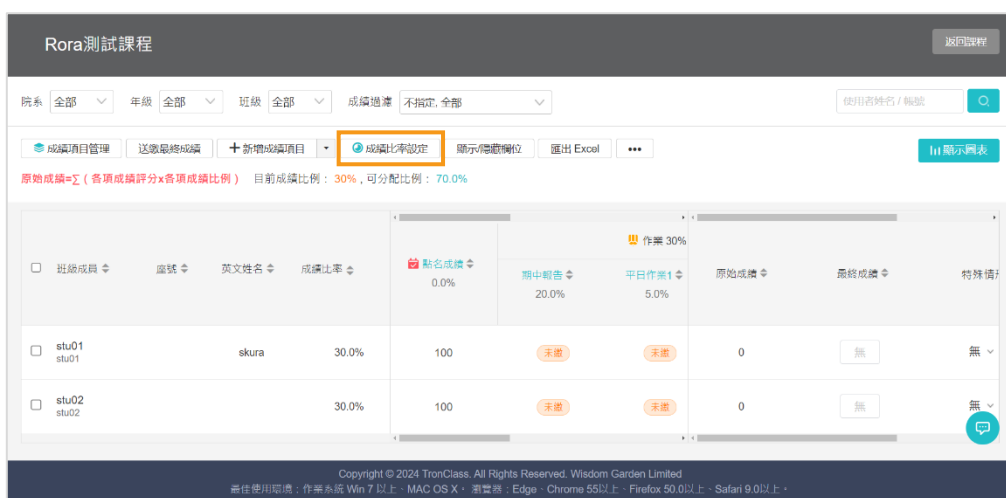 Rora測試課程
返回課程
院系 全部 年級 全部 班級 全部 成績過濾 不指定, 全部 使用者姓名 / 帳號
成績項目管理 送繳最終成績 新增成績項目 成績比率設定 顯示/隱藏欄位 匯出 Excel ••• 顯示圖表
原始成績=∑ ( 各項成績評分x各項成績比例 ) 目前成績比例： 30% , 可分配比例： 70.0%
作業 30%
班級成員 座號 英文姓名 成績比率 點名成績 期中報告 平日作業1 原始成績 最終成績 特殊情
0.0% 20.0% 5.0%
stu01 skura 30.0% 100 未繳 未繳 0 無 無
stu01
stu02 30.0% 100 未繳 未繳 0 無 無
stu02
Copyright © 2024 TronClass. All Rights Reserved. Wisdom Garden Limited
最佳使用環境：作業系統 Win 7 以上、MAC OS X。 瀏覽器：Edge、Chrome 55以上、Firefox 50.0以上、Safari 9.0以上。